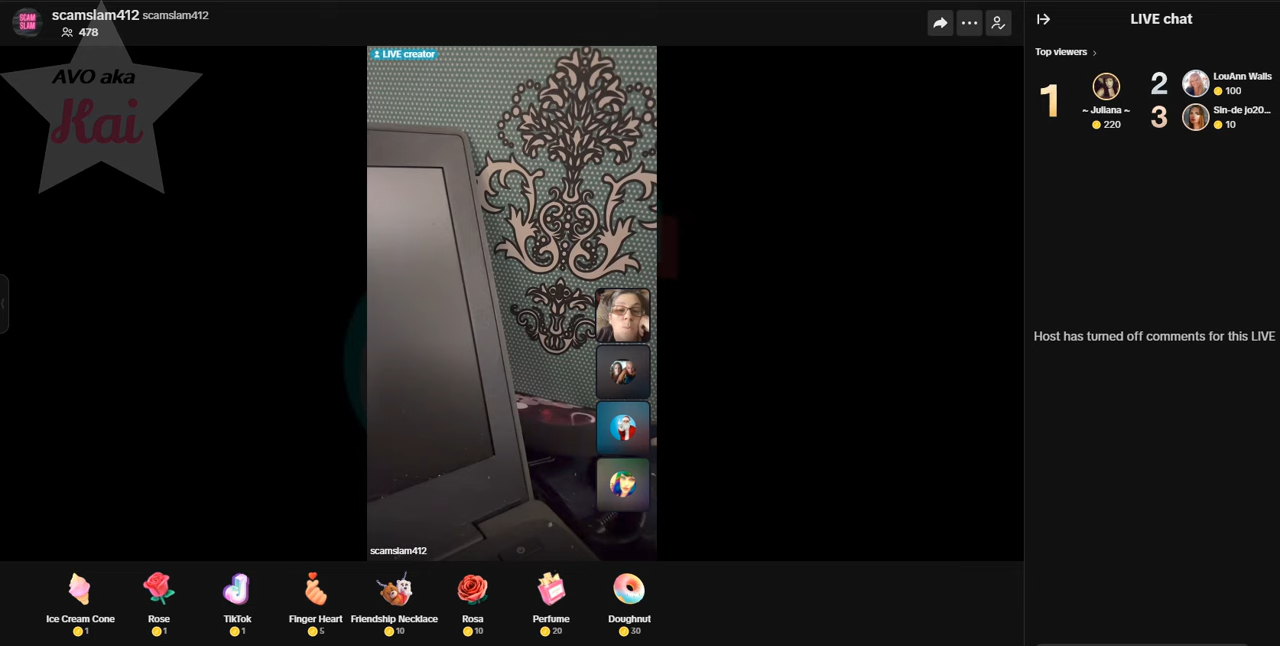 SCAM
SLAM
scamslam412 scamslam412
478
AVO aka
Kai
LIVE creator
scamslam412
LIVE chat
Top viewers
1
~ Juliana ~
220
2
LouAnn Walls
100
3
Sin-de jo20...
10
Host has turned off comments for this LIVE
Ice Cream Cone
1
Rose
1
TikTok
1
Finger Heart
5
Friendship Necklace
10
Rosa
10
Perfume
20
Doughnut
30